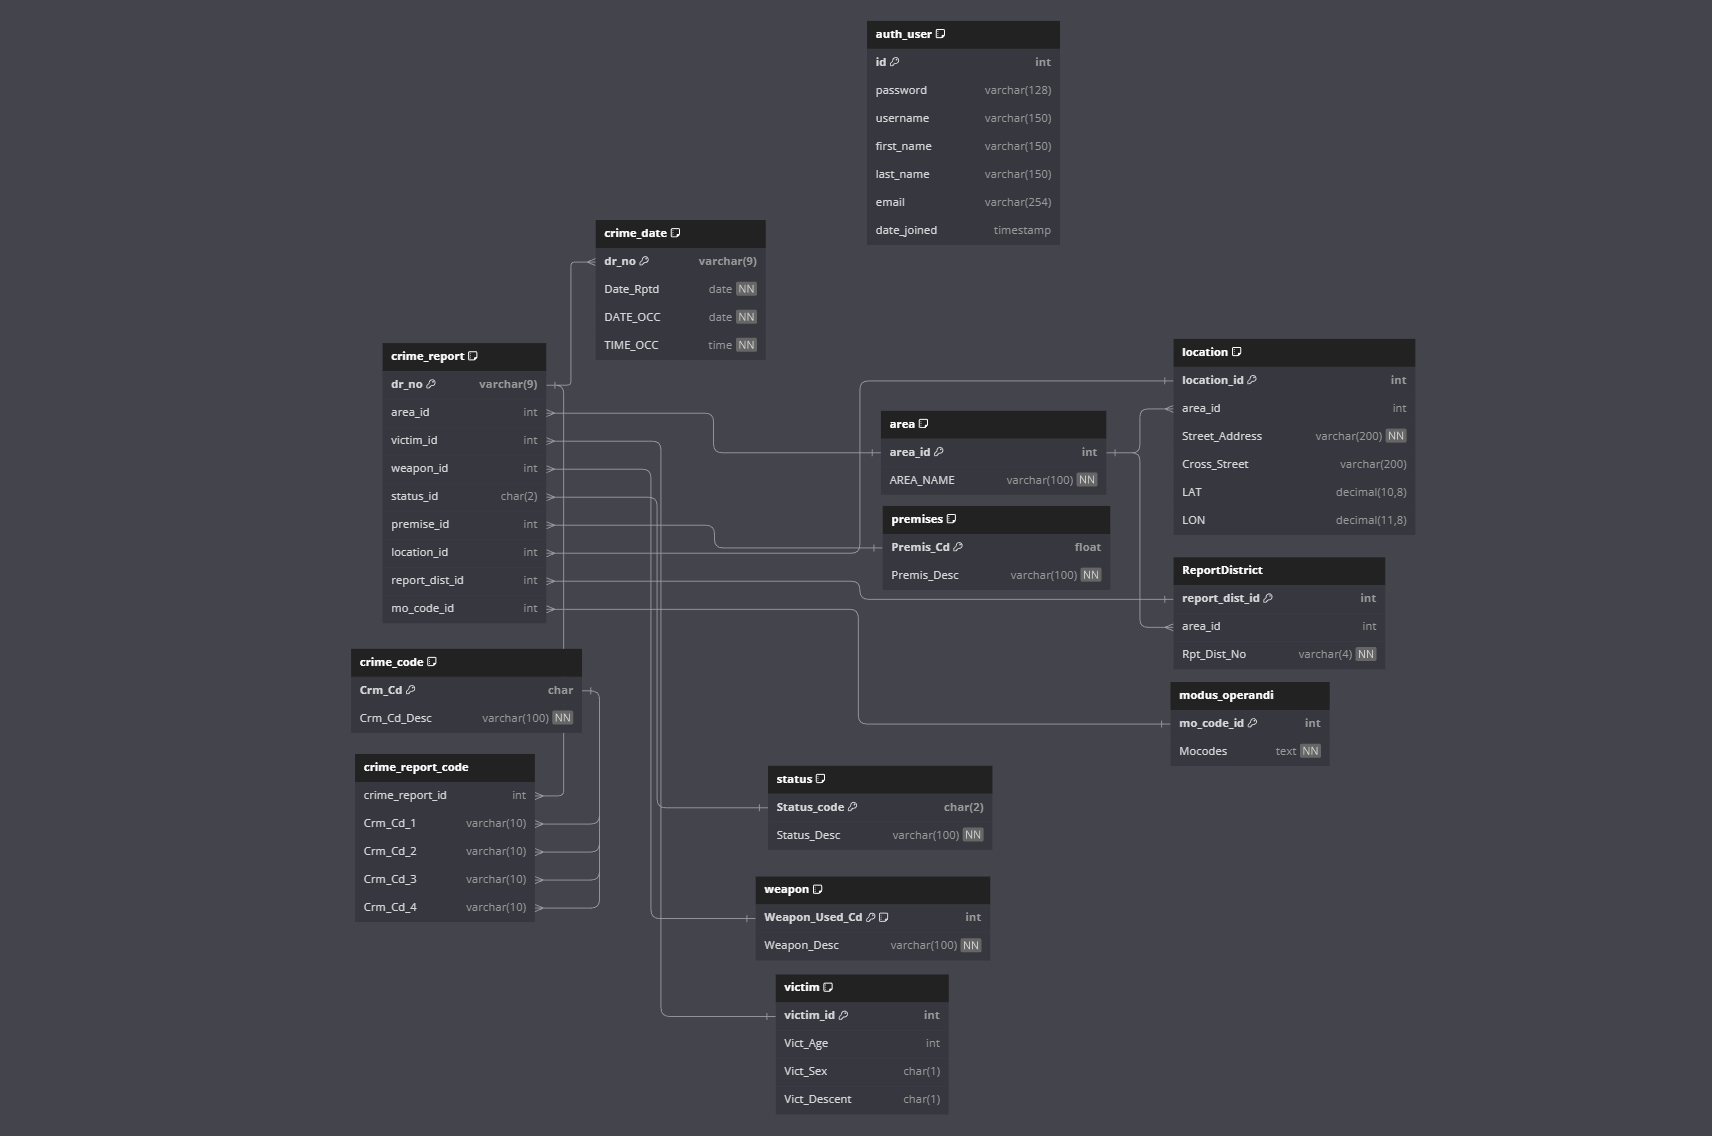 auth_user
id int
password varchar(128)
username varchar(150)
first_name varchar(150)
last_name varchar(150)
email varchar(254)
date_joined timestamp
crime_date
dr_no varchar(9)
Date_Rptd date NN
DATE_OCC date NN
TIME_OCC time NN
crime_report
dr_no varchar(9)
area_id int
victim_id int
weapon_id int
status_id char(2)
premise_id int
location_id int
report_dist_id int
mo_code_id int
location
location_id int
area_id int
Street_Address varchar(200) NN
Cross_Street varchar(200)
LAT decimal(10,8)
LON decimal(11,8)
area
area_id int
AREA_NAME varchar(100) NN
premises
Premis_Cd float
Premis_Desc varchar(100) NN
ReportDistrict
report_dist_id int
area_id int
Rpt_Dist_No varchar(4) NN
crime_code
Crm_Cd char
Crm_Cd_Desc varchar(100) NN
modus_operandi
mo_code_id int
Mocodes text NN
crime_report_code
crime_report_id int
Crm_Cd_1 varchar(10)
Crm_Cd_2 varchar(10)
Crm_Cd_3 varchar(10)
Crm_Cd_4 varchar(10)
status
Status_code char(2)
Status_Desc varchar(100) NN
weapon
Weapon_Used_Cd int
Weapon_Desc varchar(100) NN
victim
victim_id int
Vict_Age int
Vict_Sex char(1)
Vict_Descent char(1)